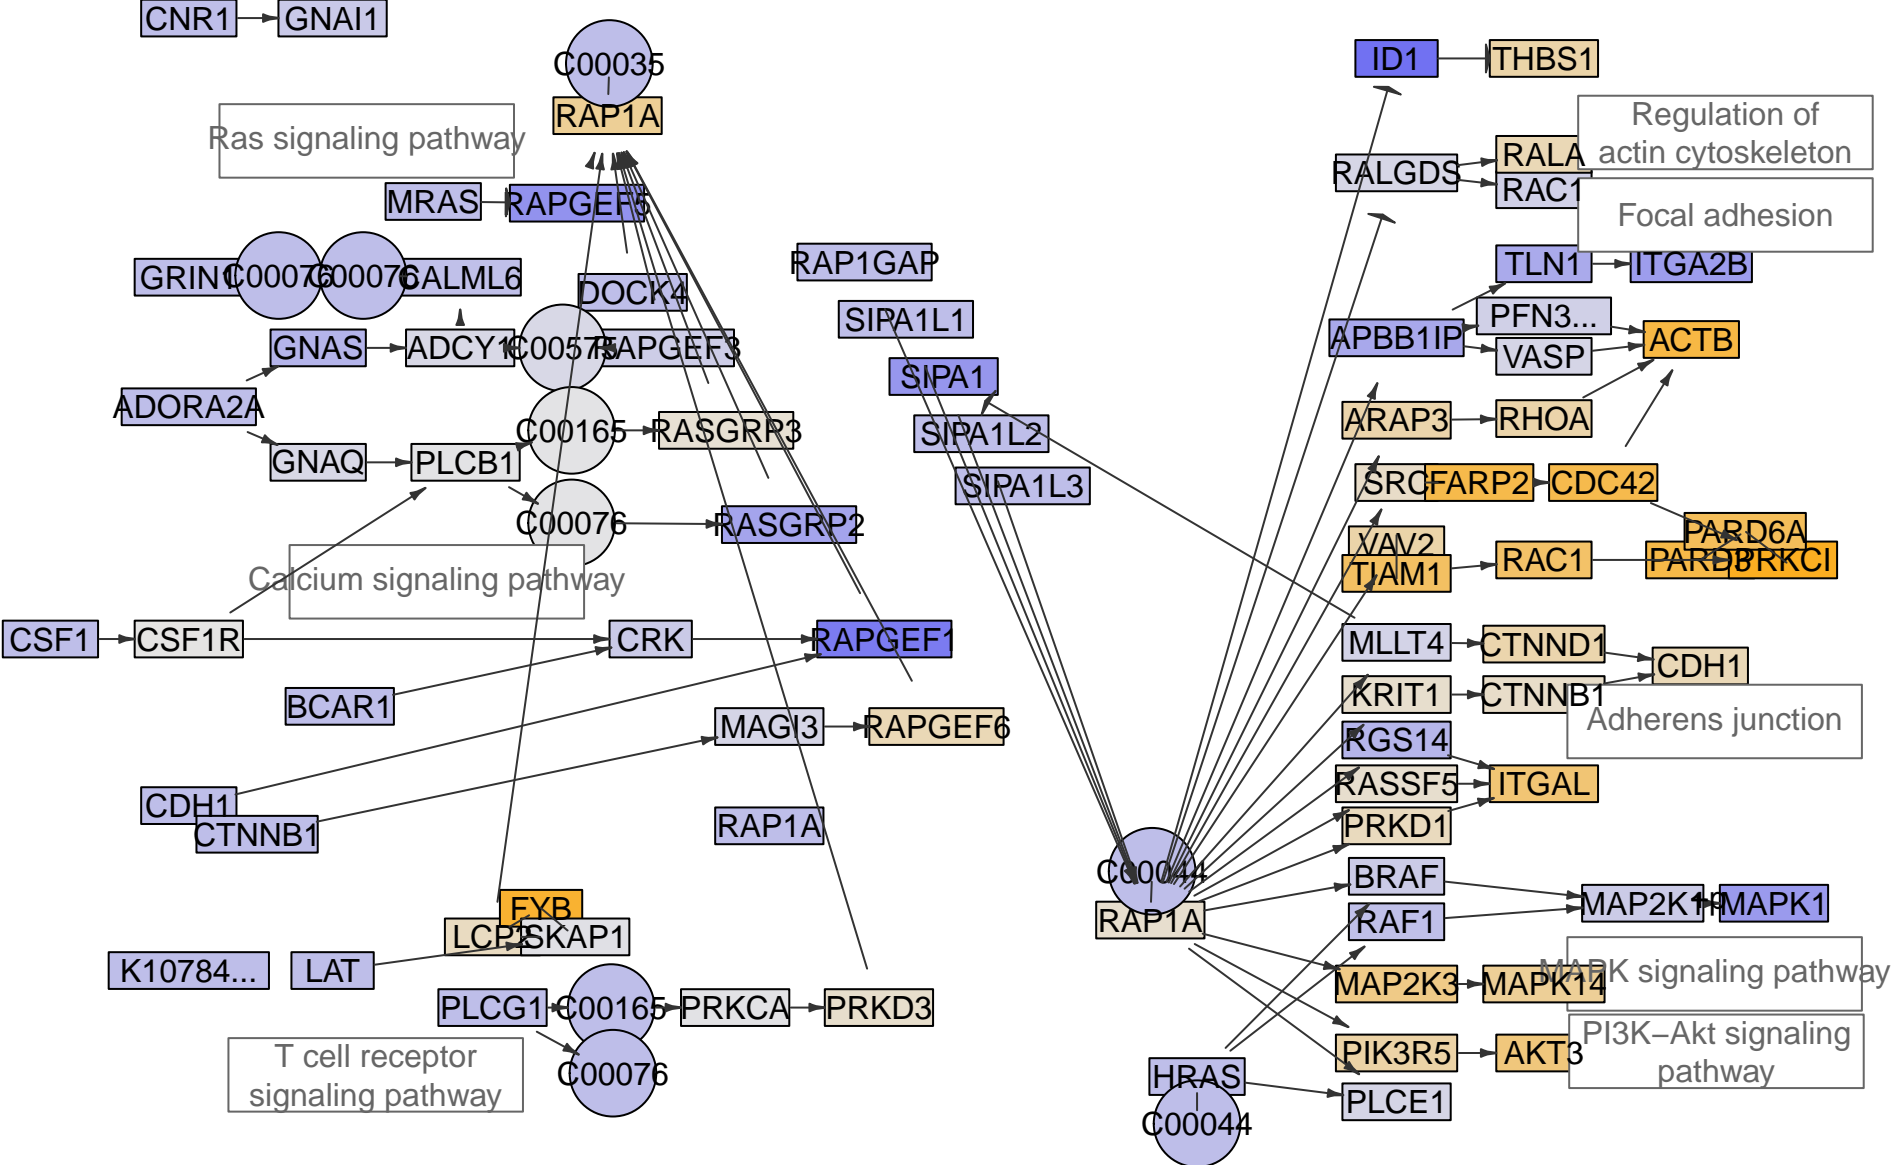 CNR1
GNAI1
C00035
RAP1A
Ras signaling pathway
MRAS
RAPGEF5
GRIN1
C00076
C00076
CALML6
DOCK4
GNAS
ADCY1
C00575
RAPGEF3
ADORA2A
C00165
RASGRP3
GNAQ
PLCB1
C00076
RASGRP2
Calcium signaling pathway
CSF1
CSF1R
CRK
RAPGEF1
BCAR1
MAGI3
RAPGEF6
CDH1
CTNNB1
RAP1A
FYB
LCP2
SKAP1
K10784...
LAT
PLCG1
C00165
PRKCA
PRKD3
C00076
T cell receptor
signaling pathway
RAP1GAP
SIPA1L1
SIPA1
SIPA1L2
SIPA1L3
C00044
RAP1A
HRAS
C00044
ID1
THBS1
Regulation of
actin cytoskeleton
RALGDS
RALA
RAC1
Focal adhesion
TLN1
ITGA2B
APBB1IP
PFN3...
VASP
ACTB
ARAP3
RHOA
SRC
FARP2
CDC42
VAV2
TIAM1
RAC1
PARD6A
PARD3
PRKCI
MLLT4
CTNND1
CDH1
KRIT1
CTNNB1
Adherens junction
RGS14
RASSF5
ITGAL
PRKD1
BRAF
MAP2K1
+p
MAPK1
RAF1
MAP2K3
MAPK14
MAPK signaling pathway
PIK3R5
AKT3
PI3K−Akt signaling
pathway
PLCE1